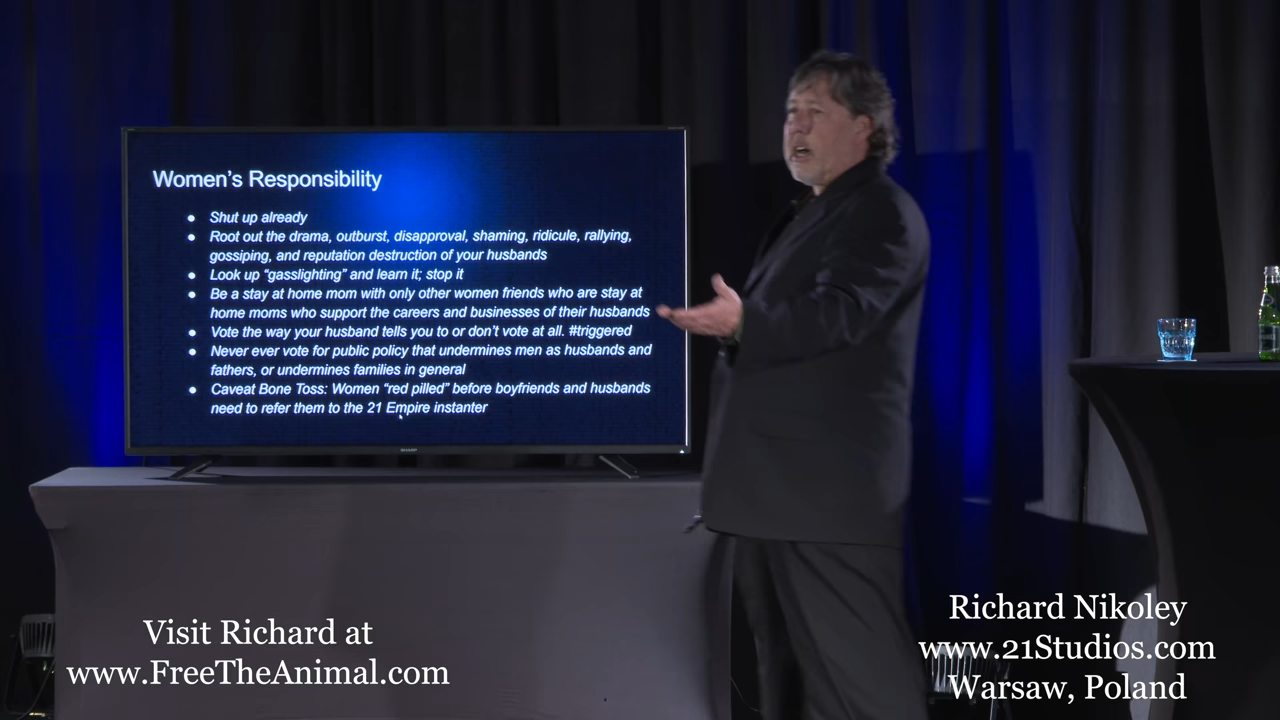 Women's Responsibility
● Shut up already
● Root out the drama, outburst, disapproval, shaming, ridicule, rallying,
gossiping, and reputation destruction of your husbands
● Look up "gasslighting" and learn it; stop it
● Be a stay at home mom with only other women friends who are stay at
home moms who support the careers and businesses of their husbands
● Vote the way your husband tells you to or don't vote at all. #triggered
● Never ever vote for public policy that undermines men as husbands and
fathers, or undermines families in general
● Caveat Bone Toss: Women "red pilled" before boyfriends and husbands
need to refer them to the 21 Empire instanter
SHARP
Visit Richard at
www.FreeTheAnimal.com
Richard Nikoley
www.21Studios.com
Warsaw, Poland